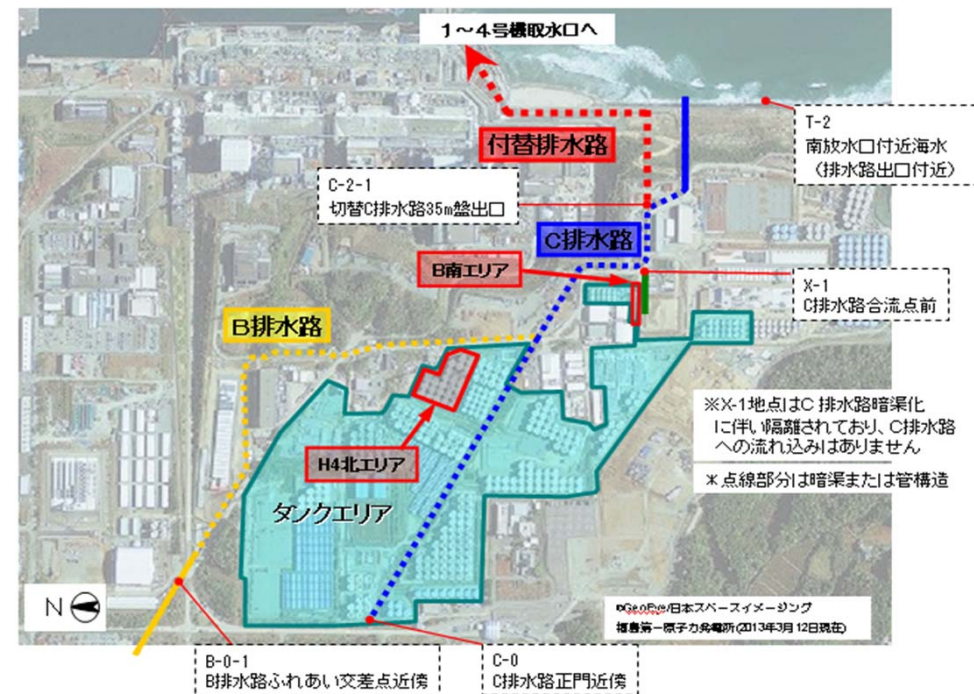 1～4号機取水口へ
T-2
南放水口付近海水
（排水路出口付近）
付替排水路
C-2-1
切替C排水路35m盤出口
C排水路
B南エリア
X-1
C排水路合流点前
B排水路
※X-1地点はC排水路暗渠化
に伴い隔離されており、C排水路
への流れ込みはありません
＊点線部分は暗渠または管構造
H4北エリア
タンクエリア
N
©GeoEye/日本スペースイメージング
福島第一原子力発電所(2013年3月12日現在)
B-0-1
B排水路ふれあい交差点近傍
C-0
C排水路正門近傍